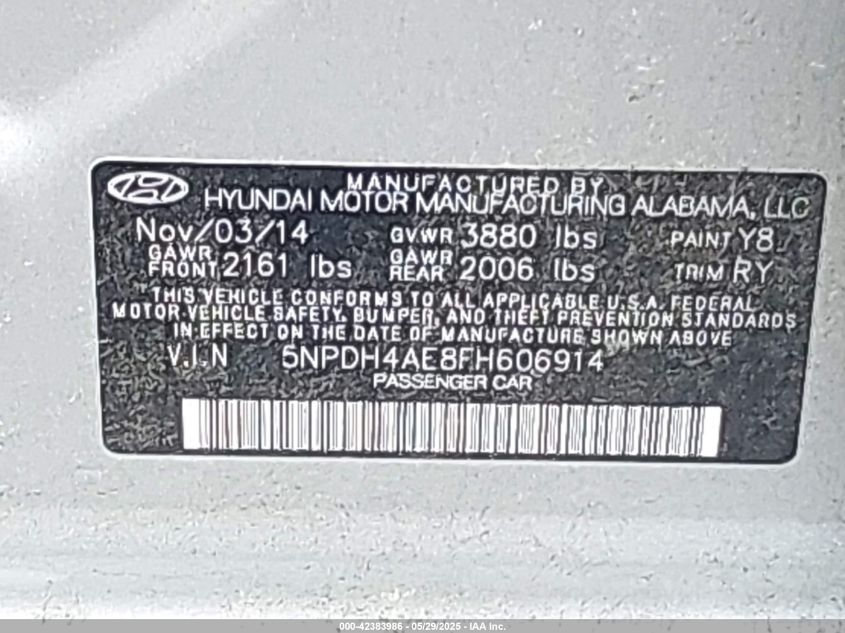 MANUFACTURED BY
HYUNDAI MOTOR MANUFACTURING ALABAMA, LLC
Nov/03/14 GVWR 3880 lbs PAINT Y8
GAWR FRONT 2161 lbs GAWR REAR 2006 lbs TRIM RY
THIS VEHICLE CONFORMS TO ALL APPLICABLE U.S.A. FEDERAL
MOTOR VEHICLE SAFETY, BUMPER, AND THEFT PREVENTION STANDARDS
IN EFFECT ON THE DATE OF MANUFACTURE SHOWN ABOVE
V.I.N 5NPDH4AE8FH606914
PASSENGER CAR
000-42383986 - 05/29/2025 - IAA Inc.